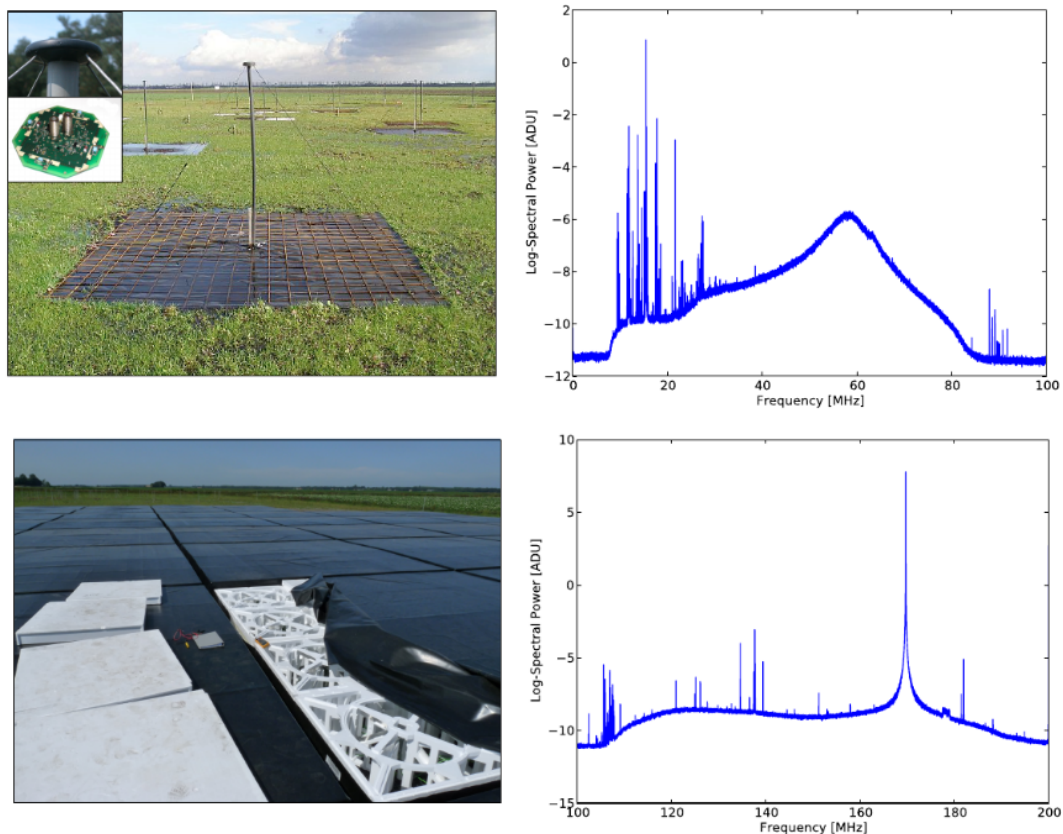 2
0
−2
−4
−6
−8
−10
−12
Log-Spectral Power [ADU]
0 20 40 60 80 100
Frequency [MHz]
10
5
0
−5
−10
−15
Log-Spectral Power [ADU]
100 120 140 160 180 200
Frequency [MHz]